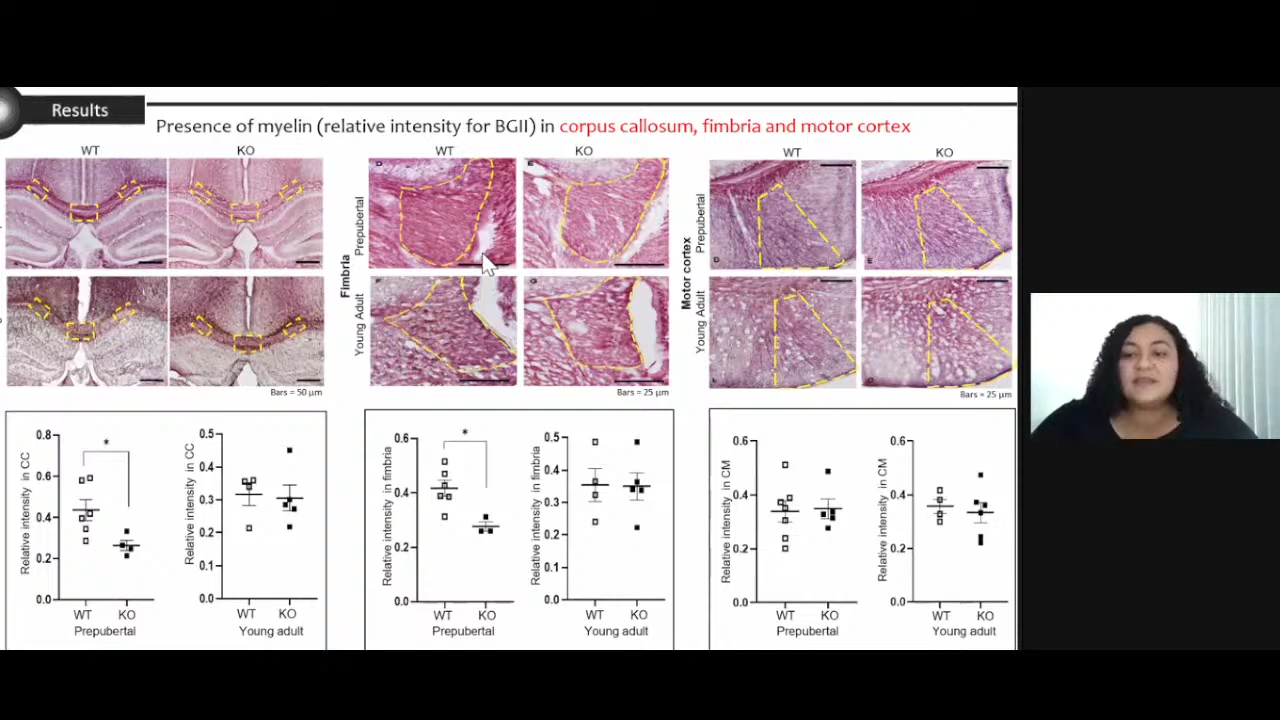 Results
Presence of myelin (relative intensity for BGII) in corpus callosum, fimbria and motor cortex
WT
KO
Bars = 50 µm
WT
KO
Fimbria
Prepubertal
Young Adult
D
E
F
G
Bars = 25 µm
WT
KO
Motor cortex
Prepubertal
Young Adult
D
E
Bars = 25 µm
Relative intensity in CC
0.8
0.6
0.4
0.2
0.0
*
WT KO
Prepubertal
Relative intensity in CC
0.5
0.4
0.3
0.2
0.1
0.0
WT KO
Young adult
Relative intensity in fimbria
0.6
0.4
0.2
0.0
*
WT KO
Prepubertal
Relative intensity in fimbria
0.5
0.4
0.3
0.2
0.1
0.0
WT KO
Young adult
Relative intensity in CM
0.6
0.4
0.2
0.0
WT KO
Prepubertal
Relative intensity in CM
0.6
0.4
0.2
0.0
WT KO
Young adult